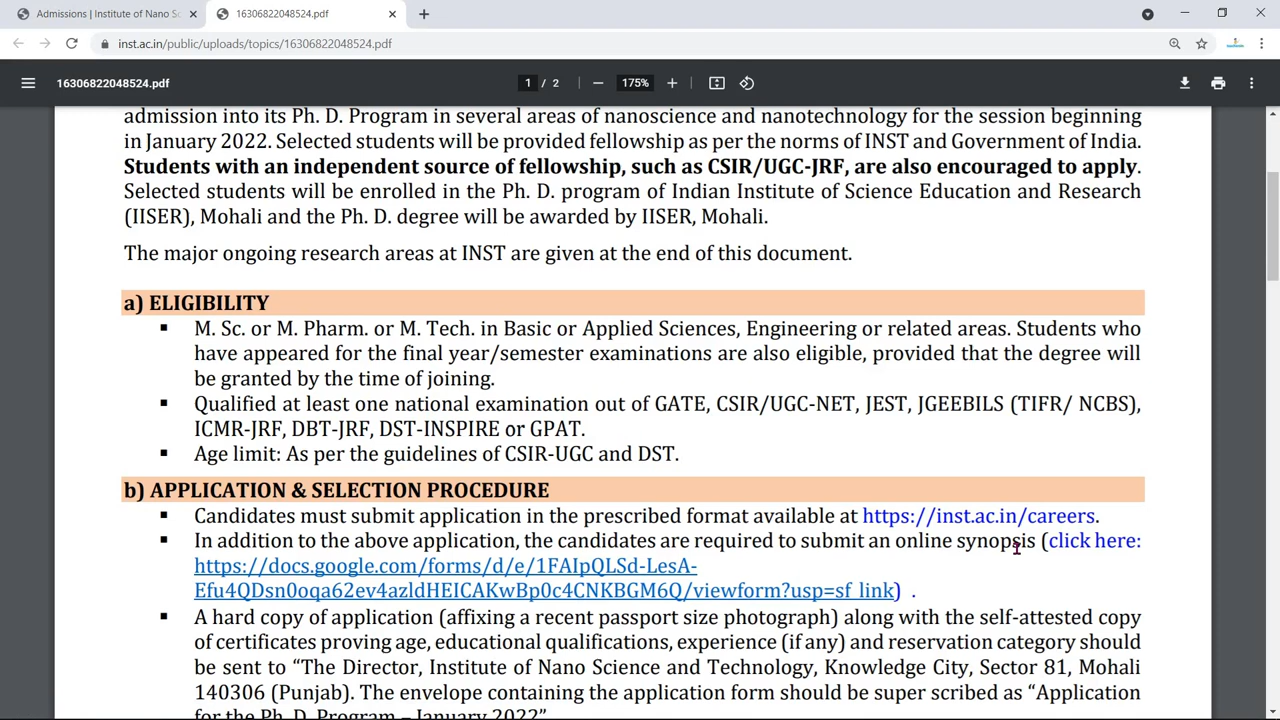 Admissions | Institute of Nano Sc
16306822048524.pdf
inst.ac.in/public/uploads/topics/16306822048524.pdf
16306822048524.pdf
1 / 2
175%
admission into its Ph. D. Program in several areas of nanoscience and nanotechnology for the session beginning
in January 2022. Selected students will be provided fellowship as per the norms of INST and Government of India.
Students with an independent source of fellowship, such as CSIR/UGC-JRF, are also encouraged to apply.
Selected students will be enrolled in the Ph. D. program of Indian Institute of Science Education and Research
(IISER), Mohali and the Ph. D. degree will be awarded by IISER, Mohali.
The major ongoing research areas at INST are given at the end of this document.
a) ELIGIBILITY
▪ M. Sc. or M. Pharm. or M. Tech. in Basic or Applied Sciences, Engineering or related areas. Students who
have appeared for the final year/semester examinations are also eligible, provided that the degree will
be granted by the time of joining.
▪ Qualified at least one national examination out of GATE, CSIR/UGC-NET, JEST, JGEEBILS (TIFR/ NCBS),
ICMR-JRF, DBT-JRF, DST-INSPIRE or GPAT.
▪ Age limit: As per the guidelines of CSIR-UGC and DST.
b) APPLICATION & SELECTION PROCEDURE
▪ Candidates must submit application in the prescribed format available at https://inst.ac.in/careers.
▪ In addition to the above application, the candidates are required to submit an online synopsis (click here:
https://docs.google.com/forms/d/e/1FAIpQLSd-LesA-
Efu4QDsn0oqa62ev4azldHEICAKwBp0c4CNKBGM6Q/viewform?usp=sf_link) .
▪ A hard copy of application (affixing a recent passport size photograph) along with the self-attested copy
of certificates proving age, educational qualifications, experience (if any) and reservation category should
be sent to “The Director, Institute of Nano Science and Technology, Knowledge City, Sector 81, Mohali
140306 (Punjab). The envelope containing the application form should be super scribed as “Application
for the Ph. D. Program – January 2022”